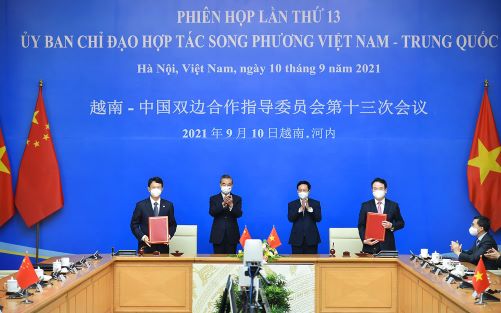 PHIÊN HỌP LẦN THỨ 13
ỦY BAN CHỈ ĐẠO HỢP TÁC SONG PHƯƠNG VIỆT NAM - TRUNG QUỐC
Hà Nội, Việt Nam, ngày 10 tháng 9 năm 2021
越南 - 中国双边合作指导委员会第十三次会议
2021 年 9 月 10 日越南, 河内